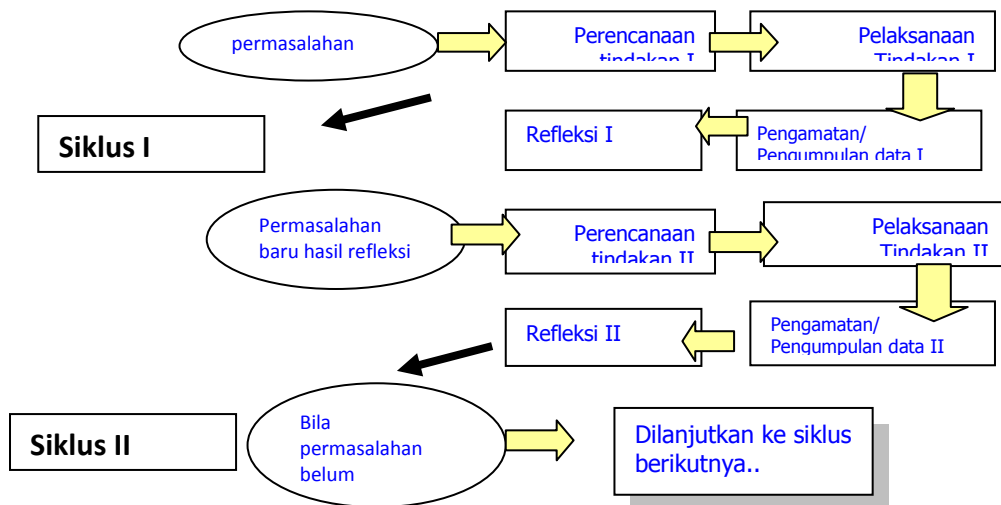 permasalahan
Perencanaan
tindakan I
Pelaksanaan
Tindakan I
Siklus I
Refleksi I
Pengamatan/
Pengumpulan data I
Permasalahan
baru hasil refleksi
Perencanaan
tindakan II
Pelaksanaan
Tindakan II
Refleksi II
Pengamatan/
Pengumpulan data II
Siklus II
Bila
permasalahan
belum
Dilanjutkan ke siklus
berikutnya..